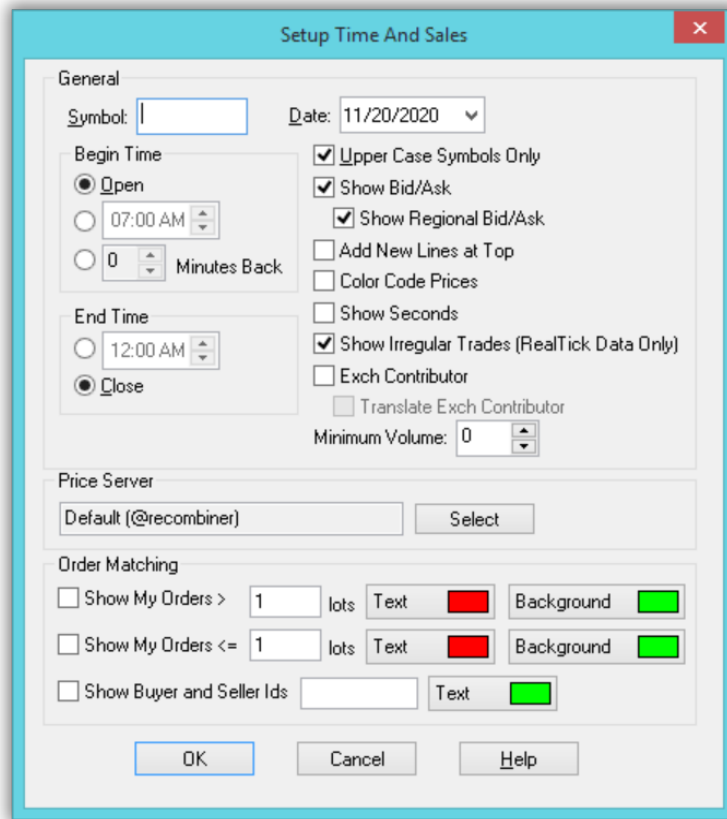 Setup Time And Sales
General
Symbol:
Date: 11/20/2020
Begin Time
Open
07:00 AM
0 Minutes Back
End Time
12:00 AM
Close
Upper Case Symbols Only
Show Bid/Ask
Show Regional Bid/Ask
Add New Lines at Top
Color Code Prices
Show Seconds
Show Irregular Trades (RealTick Data Only)
Exch Contributor
Translate Exch Contributor
Minimum Volume: 0
Price Server
Default (@recombiner) Select
Order Matching
Show My Orders > 1 lots Text Background
Show My Orders <= 1 lots Text Background
Show Buyer and Seller Ids Text
OK Cancel Help